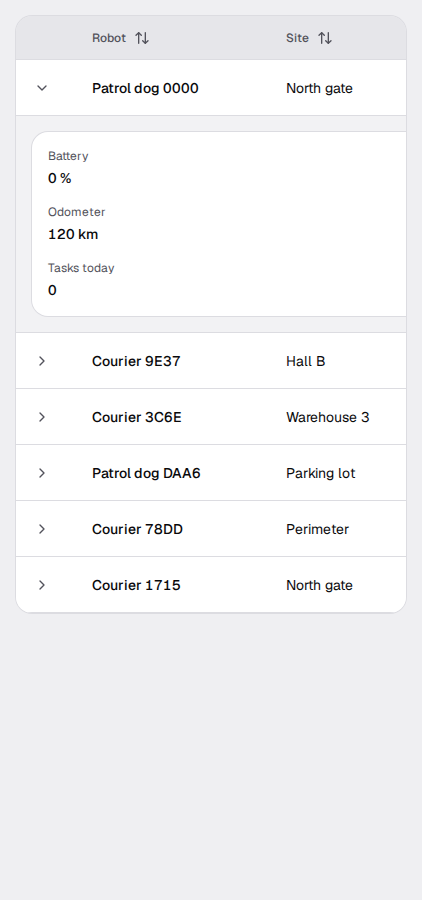 Robot Site
Patrol dog 0000 North gate
Battery
0 %
Odometer
120 km
Tasks today
0
Courier 9E37 Hall B
Courier 3C6E Warehouse 3
Patrol dog DAA6 Parking lot
Courier 78DD Perimeter
Courier 1715 North gate